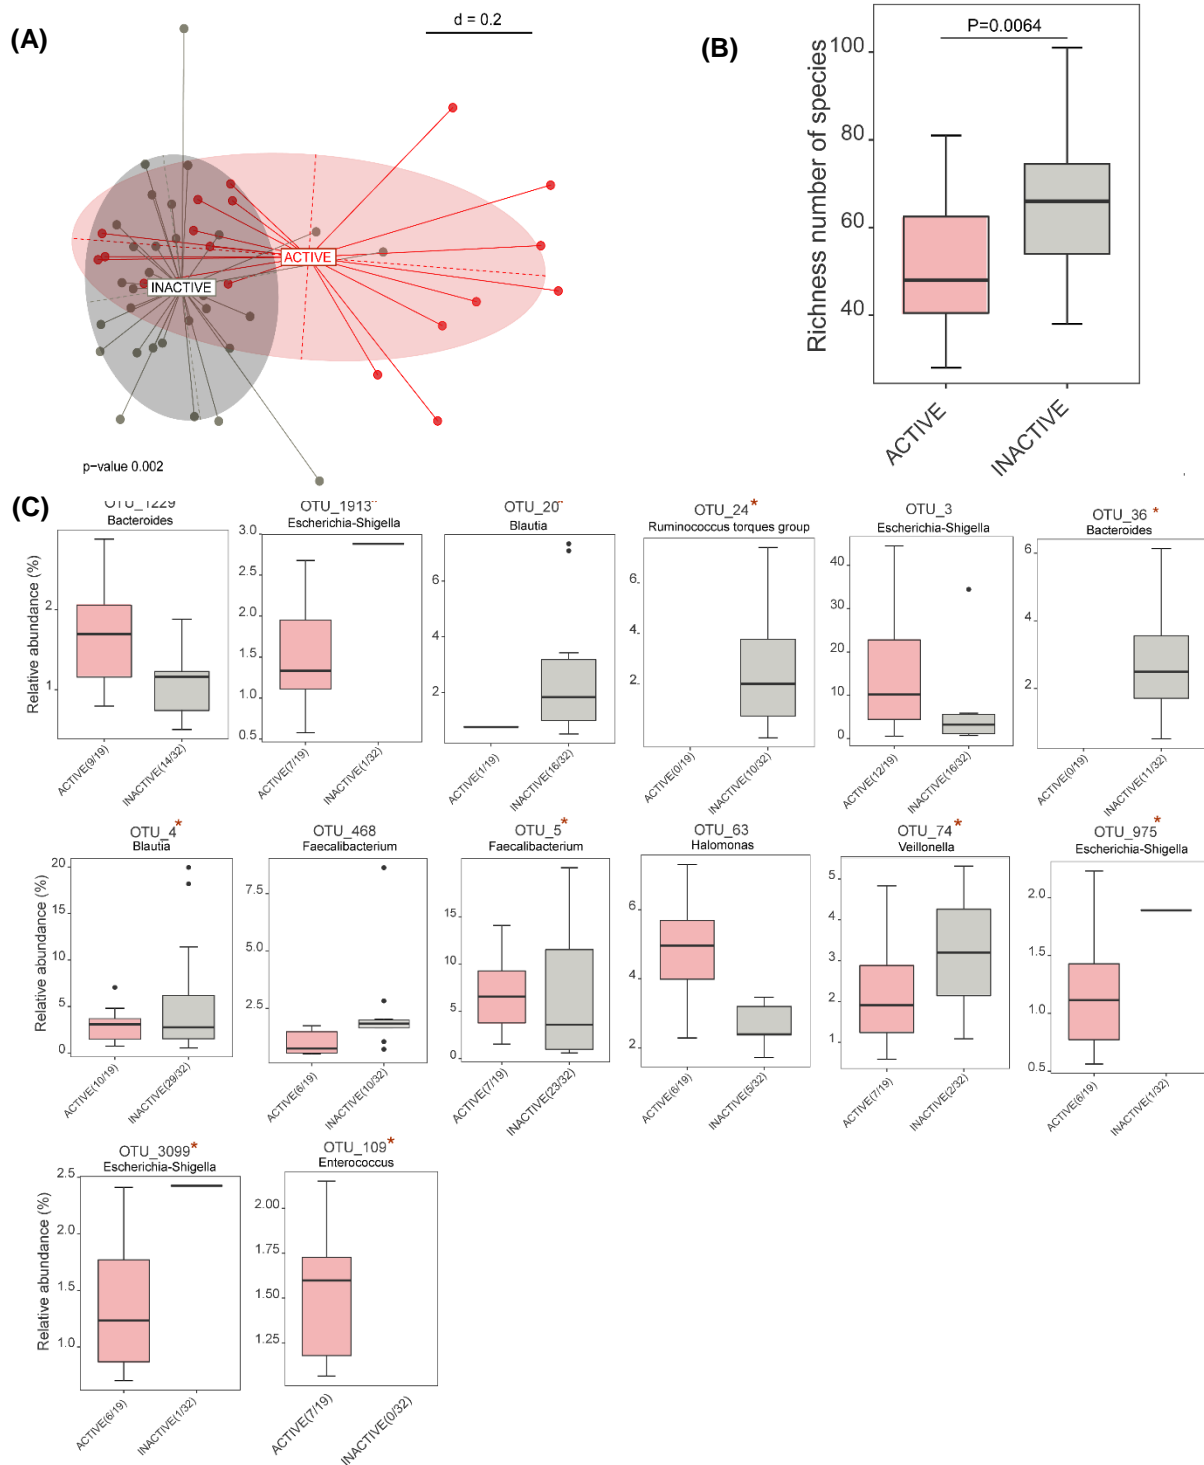 (A)
d = 0.2
ACTIVE
INACTIVE
p-value 0.002
(B)
P=0.0064
Richness number of species
100
80
60
40
ACTIVE
INACTIVE
(C)
OTU_1229
Bacteroides
Relative abundance (%)
2
1
ACTIVE(9/19)
INACTIVE(14/32)
OTU_1913
Escherichia-Shigella
3.0
2.5
2.0
1.5
1.0
0.5
ACTIVE(7/19)
INACTIVE(1/32)
OTU_20
Blautia
6
4
2
ACTIVE(1/19)
INACTIVE(16/32)
OTU_24*
Ruminococcus torques group
6
4
2
ACTIVE(0/19)
INACTIVE(10/32)
OTU_3
Escherichia-Shigella
40
30
20
10
0
ACTIVE(12/19)
INACTIVE(16/32)
OTU_36 *
Bacteroides
6
4
2
ACTIVE(0/19)
INACTIVE(11/32)
OTU_4*
Blautia
Relative abundance (%)
20
15
10
5
0
ACTIVE(10/19)
INACTIVE(29/32)
OTU_468
Faecalibacterium
7.5
5.0
2.5
ACTIVE(6/19)
INACTIVE(10/32)
OTU_5*
Faecalibacterium
15
10
5
0
ACTIVE(7/19)
INACTIVE(23/32)
OTU_63
Halomonas
6
4
2
ACTIVE(6/19)
INACTIVE(5/32)
OTU_74*
Veillonella
5
4
3
2
1
ACTIVE(7/19)
INACTIVE(2/32)
OTU_975*
Escherichia-Shigella
2.0
1.5
1.0
0.5
ACTIVE(6/19)
INACTIVE(1/32)
OTU_3099*
Escherichia-Shigella
Relative abundance (%)
2.5
2.0
1.5
1.0
ACTIVE(6/19)
INACTIVE(1/32)
OTU_109*
Enterococcus
2.00
1.75
1.50
1.25
ACTIVE(7/19)
INACTIVE(0/32)